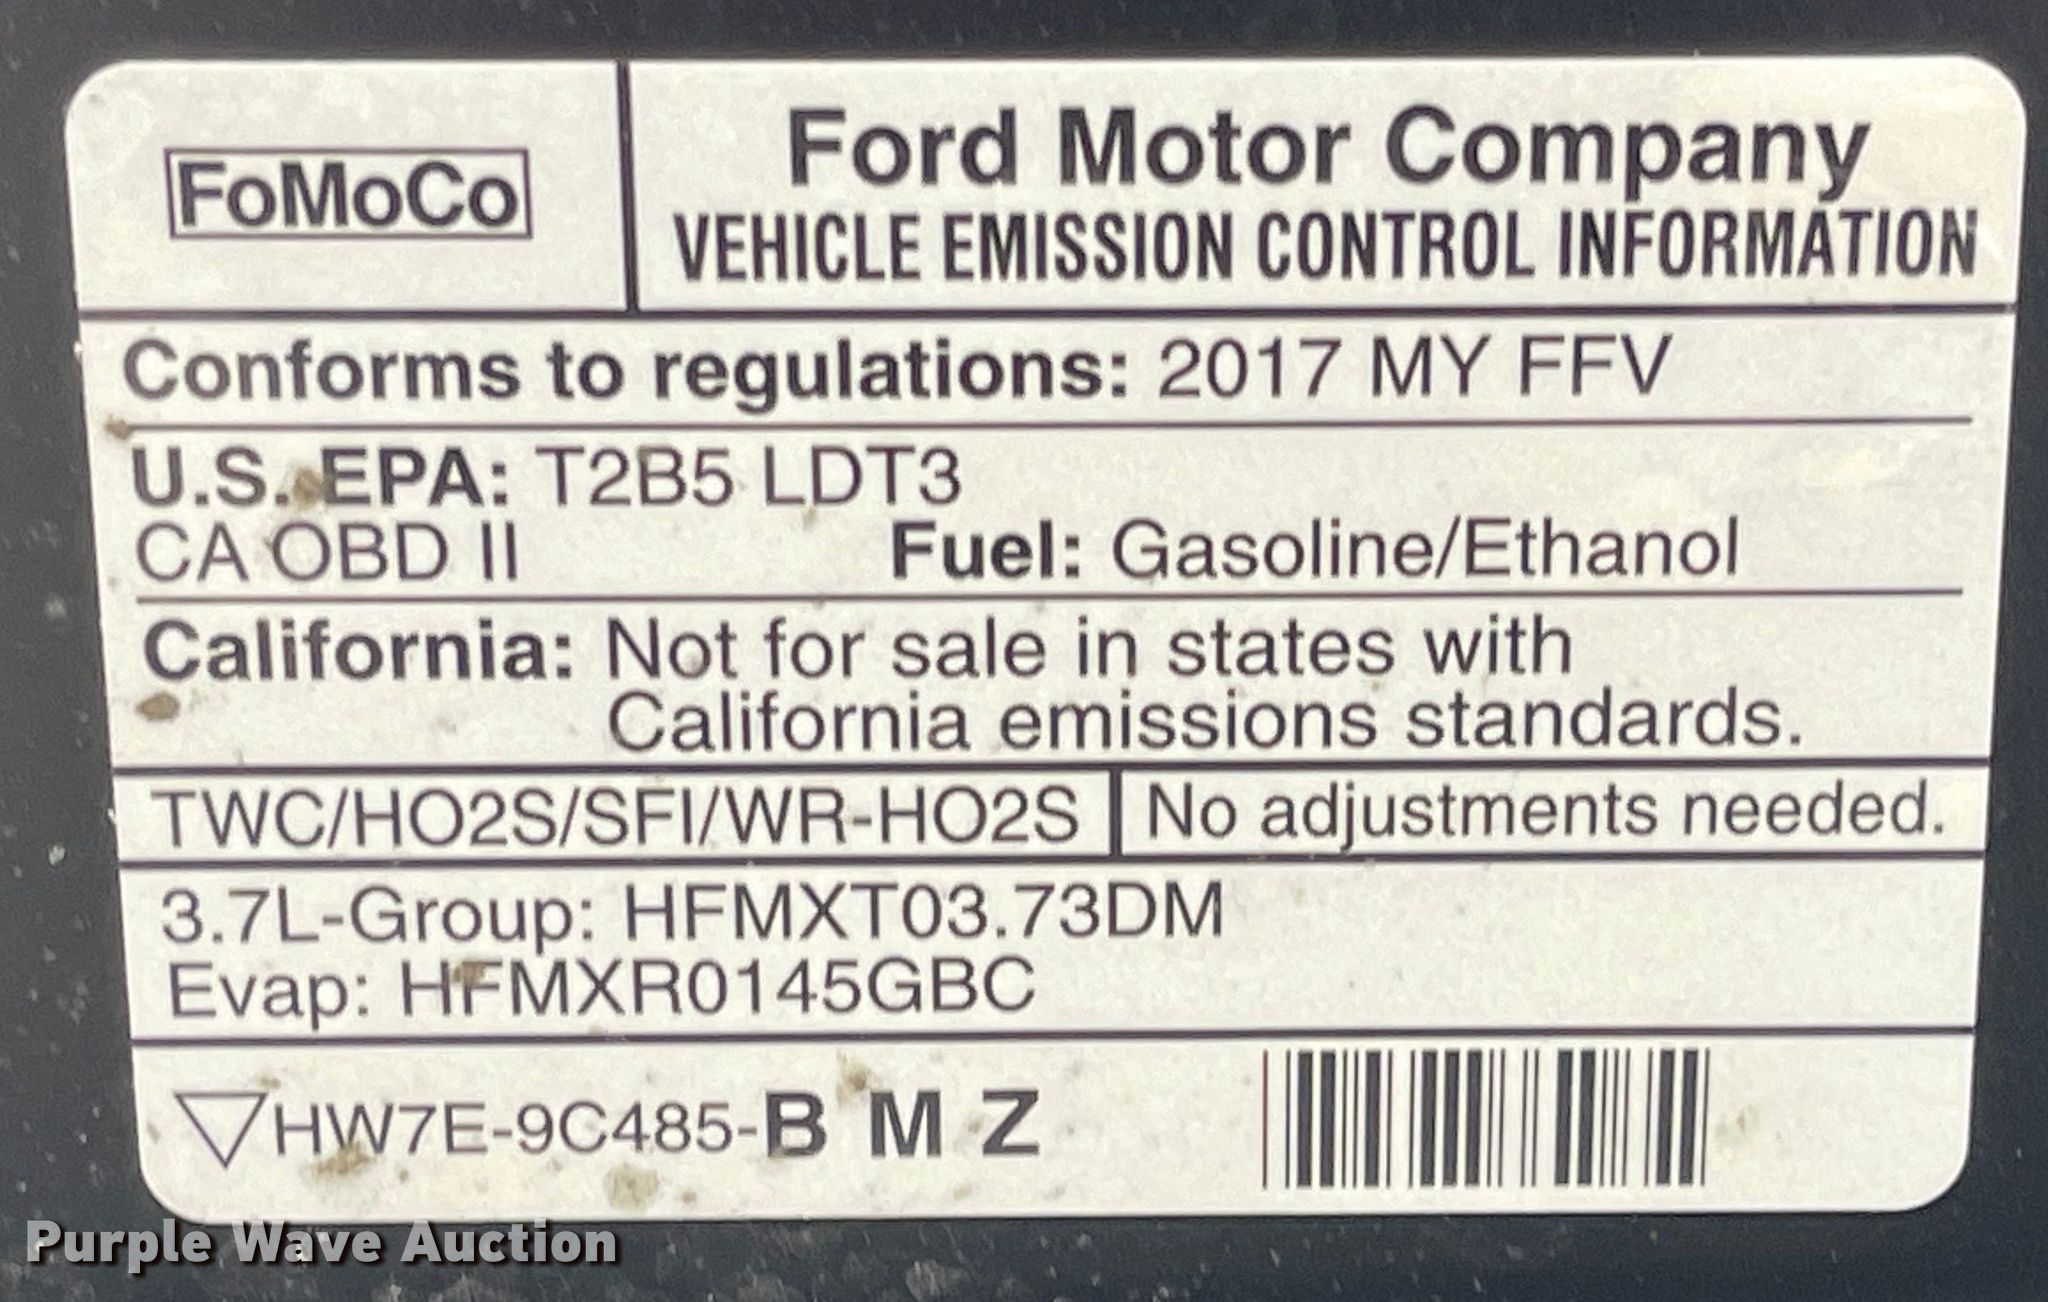 FoMoCo
Ford Motor Company
VEHICLE EMISSION CONTROL INFORMATION
Conforms to regulations: 2017 MY FFV
U.S. EPA: T2B5 LDT3
CA OBD II Fuel: Gasoline/Ethanol
California: Not for sale in states with
California emissions standards.
TWC/HO2S/SFI/WR-HO2S No adjustments needed.
3.7L-Group: HFMXT03.73DM
Evap: HFMXR0145GBC
HW7E-9C485-B M Z
Purple Wave Auction